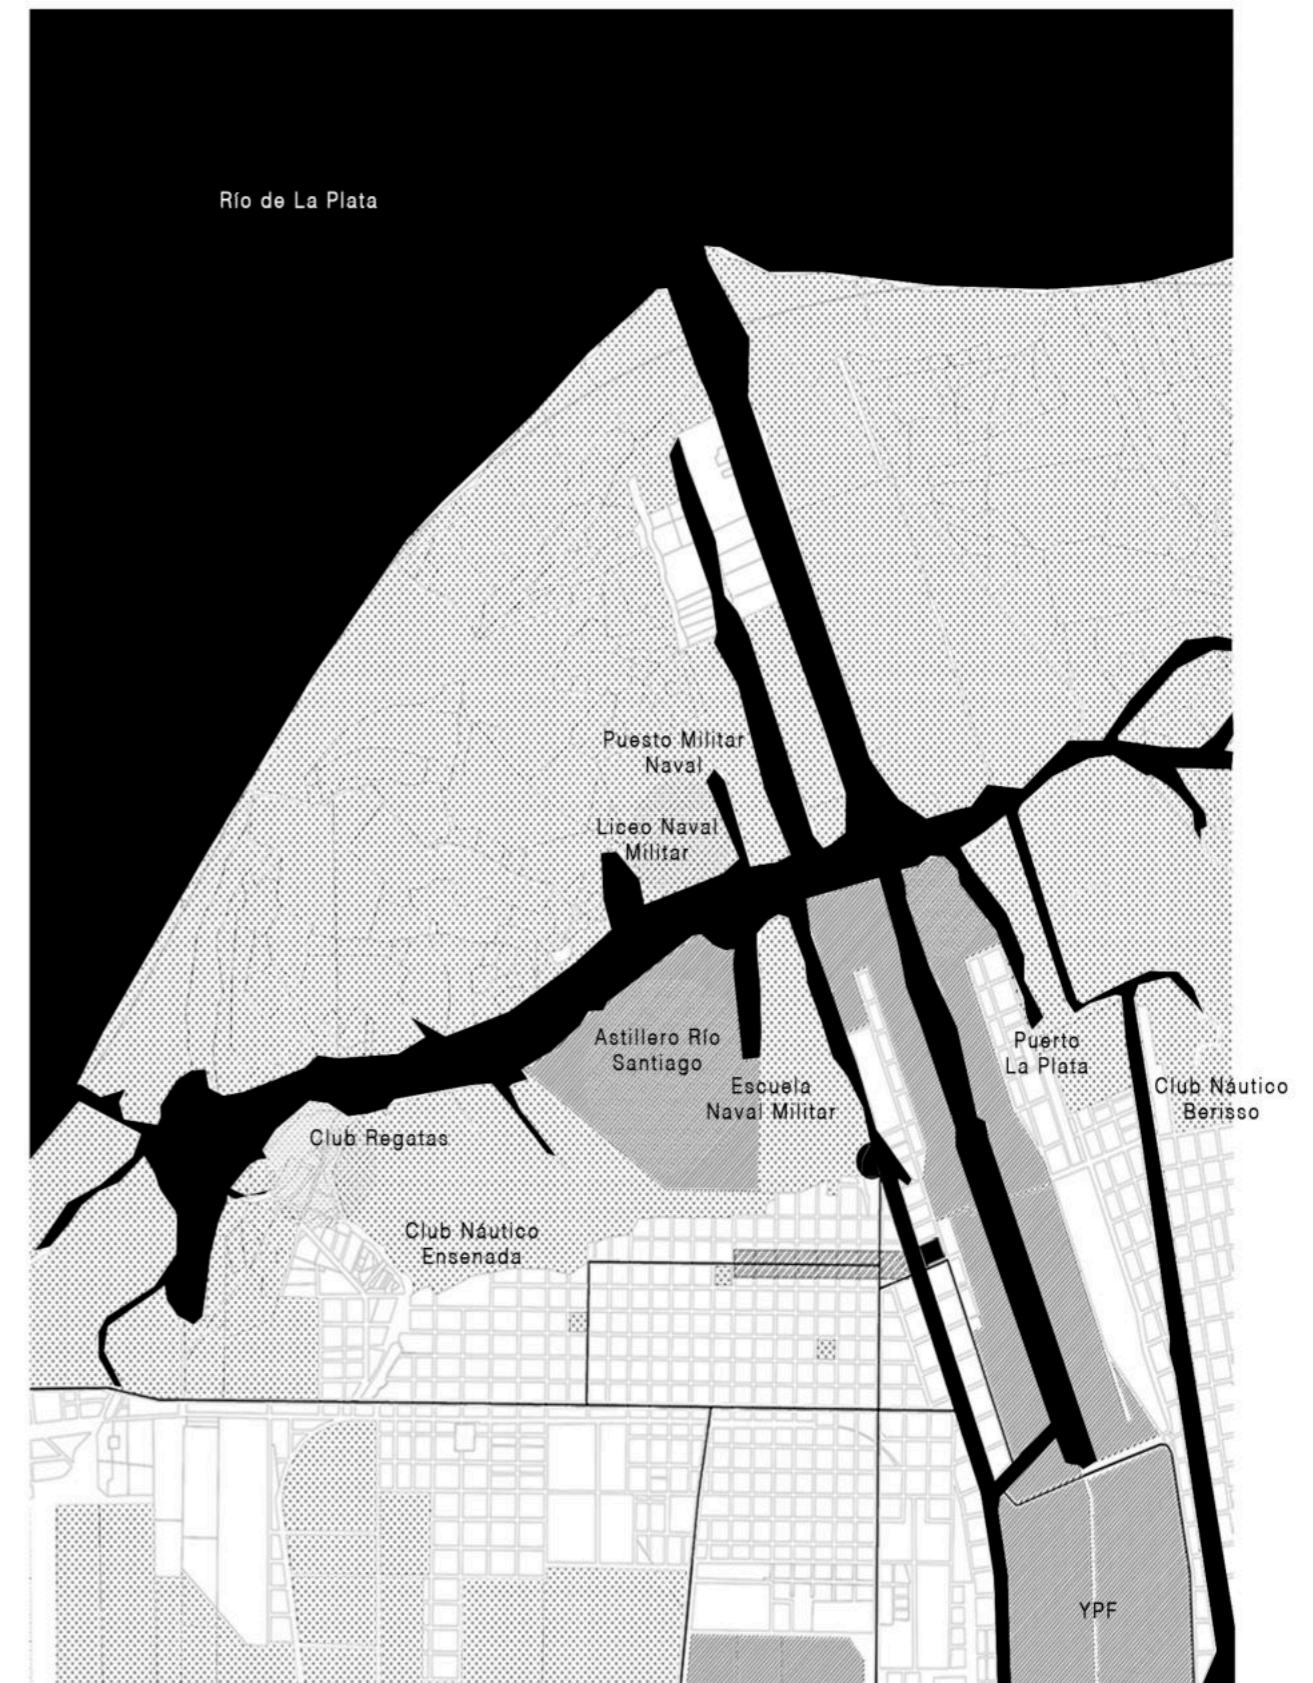 Río de La Plata
Puesto Militar
Naval
Liceo Naval
Militar
Astillero Río
Santiago
Puerto
La Plata
Escuela
Naval Militar
Club Náutico
Berisso
Club Regatas
Club Náutico
Ensenada
YPF